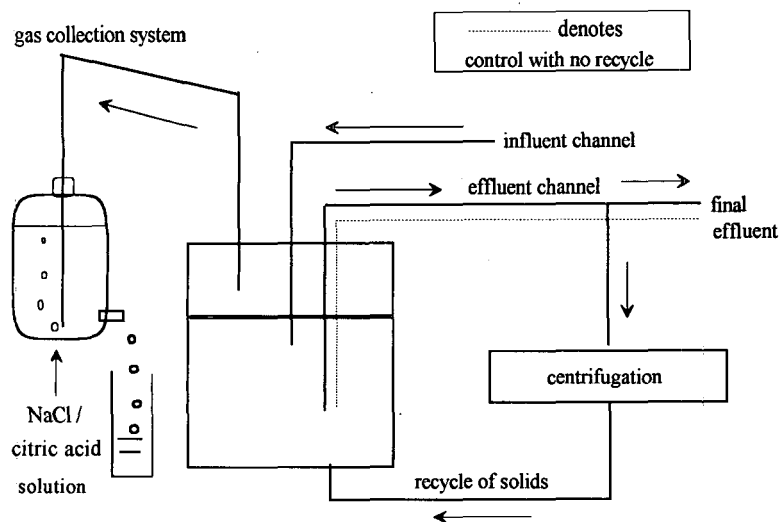 gas collection system
denotes
control with no recycle
influent channel
effluent channel
final
effluent
centrifugation
NaCl /
citric acid
solution
recycle of solids